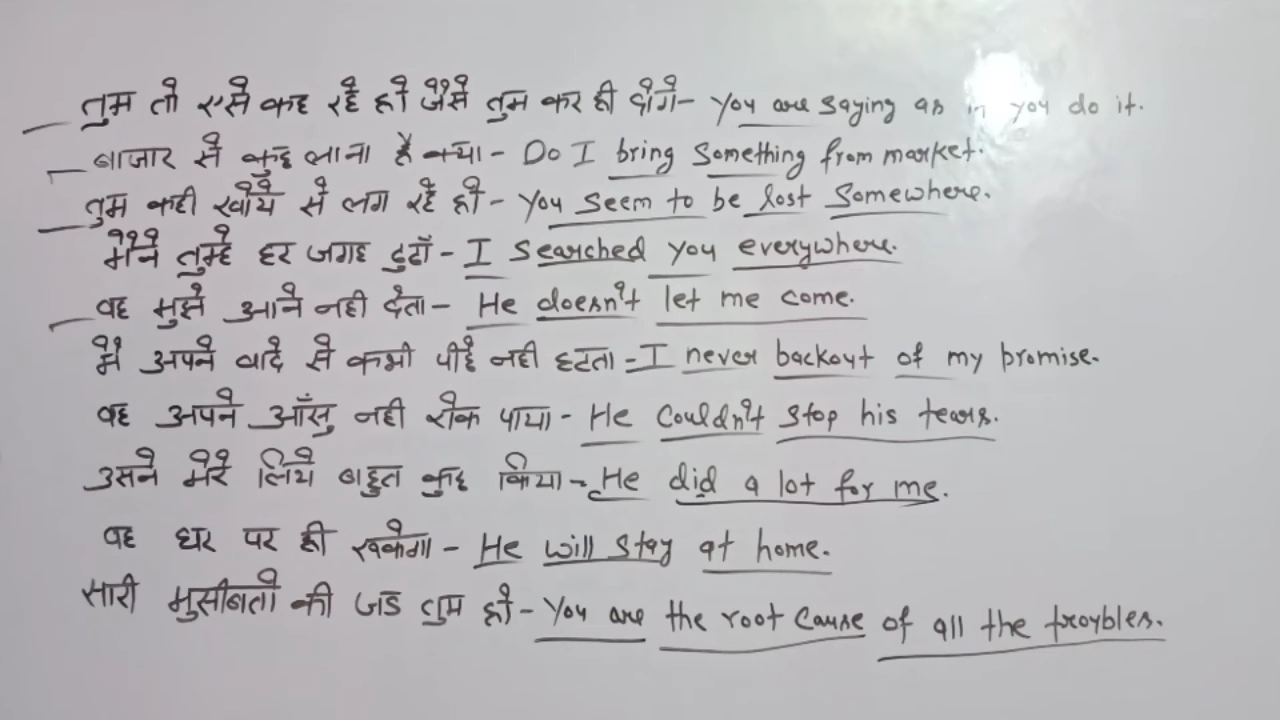 तुम तो एसे कह रहे हो जैसे तुम कर ही दोगे - You are saying as in you do it.
बाजार से कुछ लाना है क्या - Do I bring something from market.
तुम कही खोये से लग रहे हो - You seem to be lost somewhere.
मैने तुम्हे हर जगह ढुढाँ - I searched you everywhere.
वह मुझे आने नही देता - He doesn't let me come.
मै अपने वादे से कभी पीछे नही हटता - I never backout of my promise.
वह अपने आँसु नही रोक पाया - He couldn't stop his tears.
उसने मेरे लिये बाहुत कुछ किया - He did a lot for me.
वह घर पर ही रुकेगा - He will stay at home.
सारी मुसीबतो की जड तुम हो - You are the root cause of all the troybles.